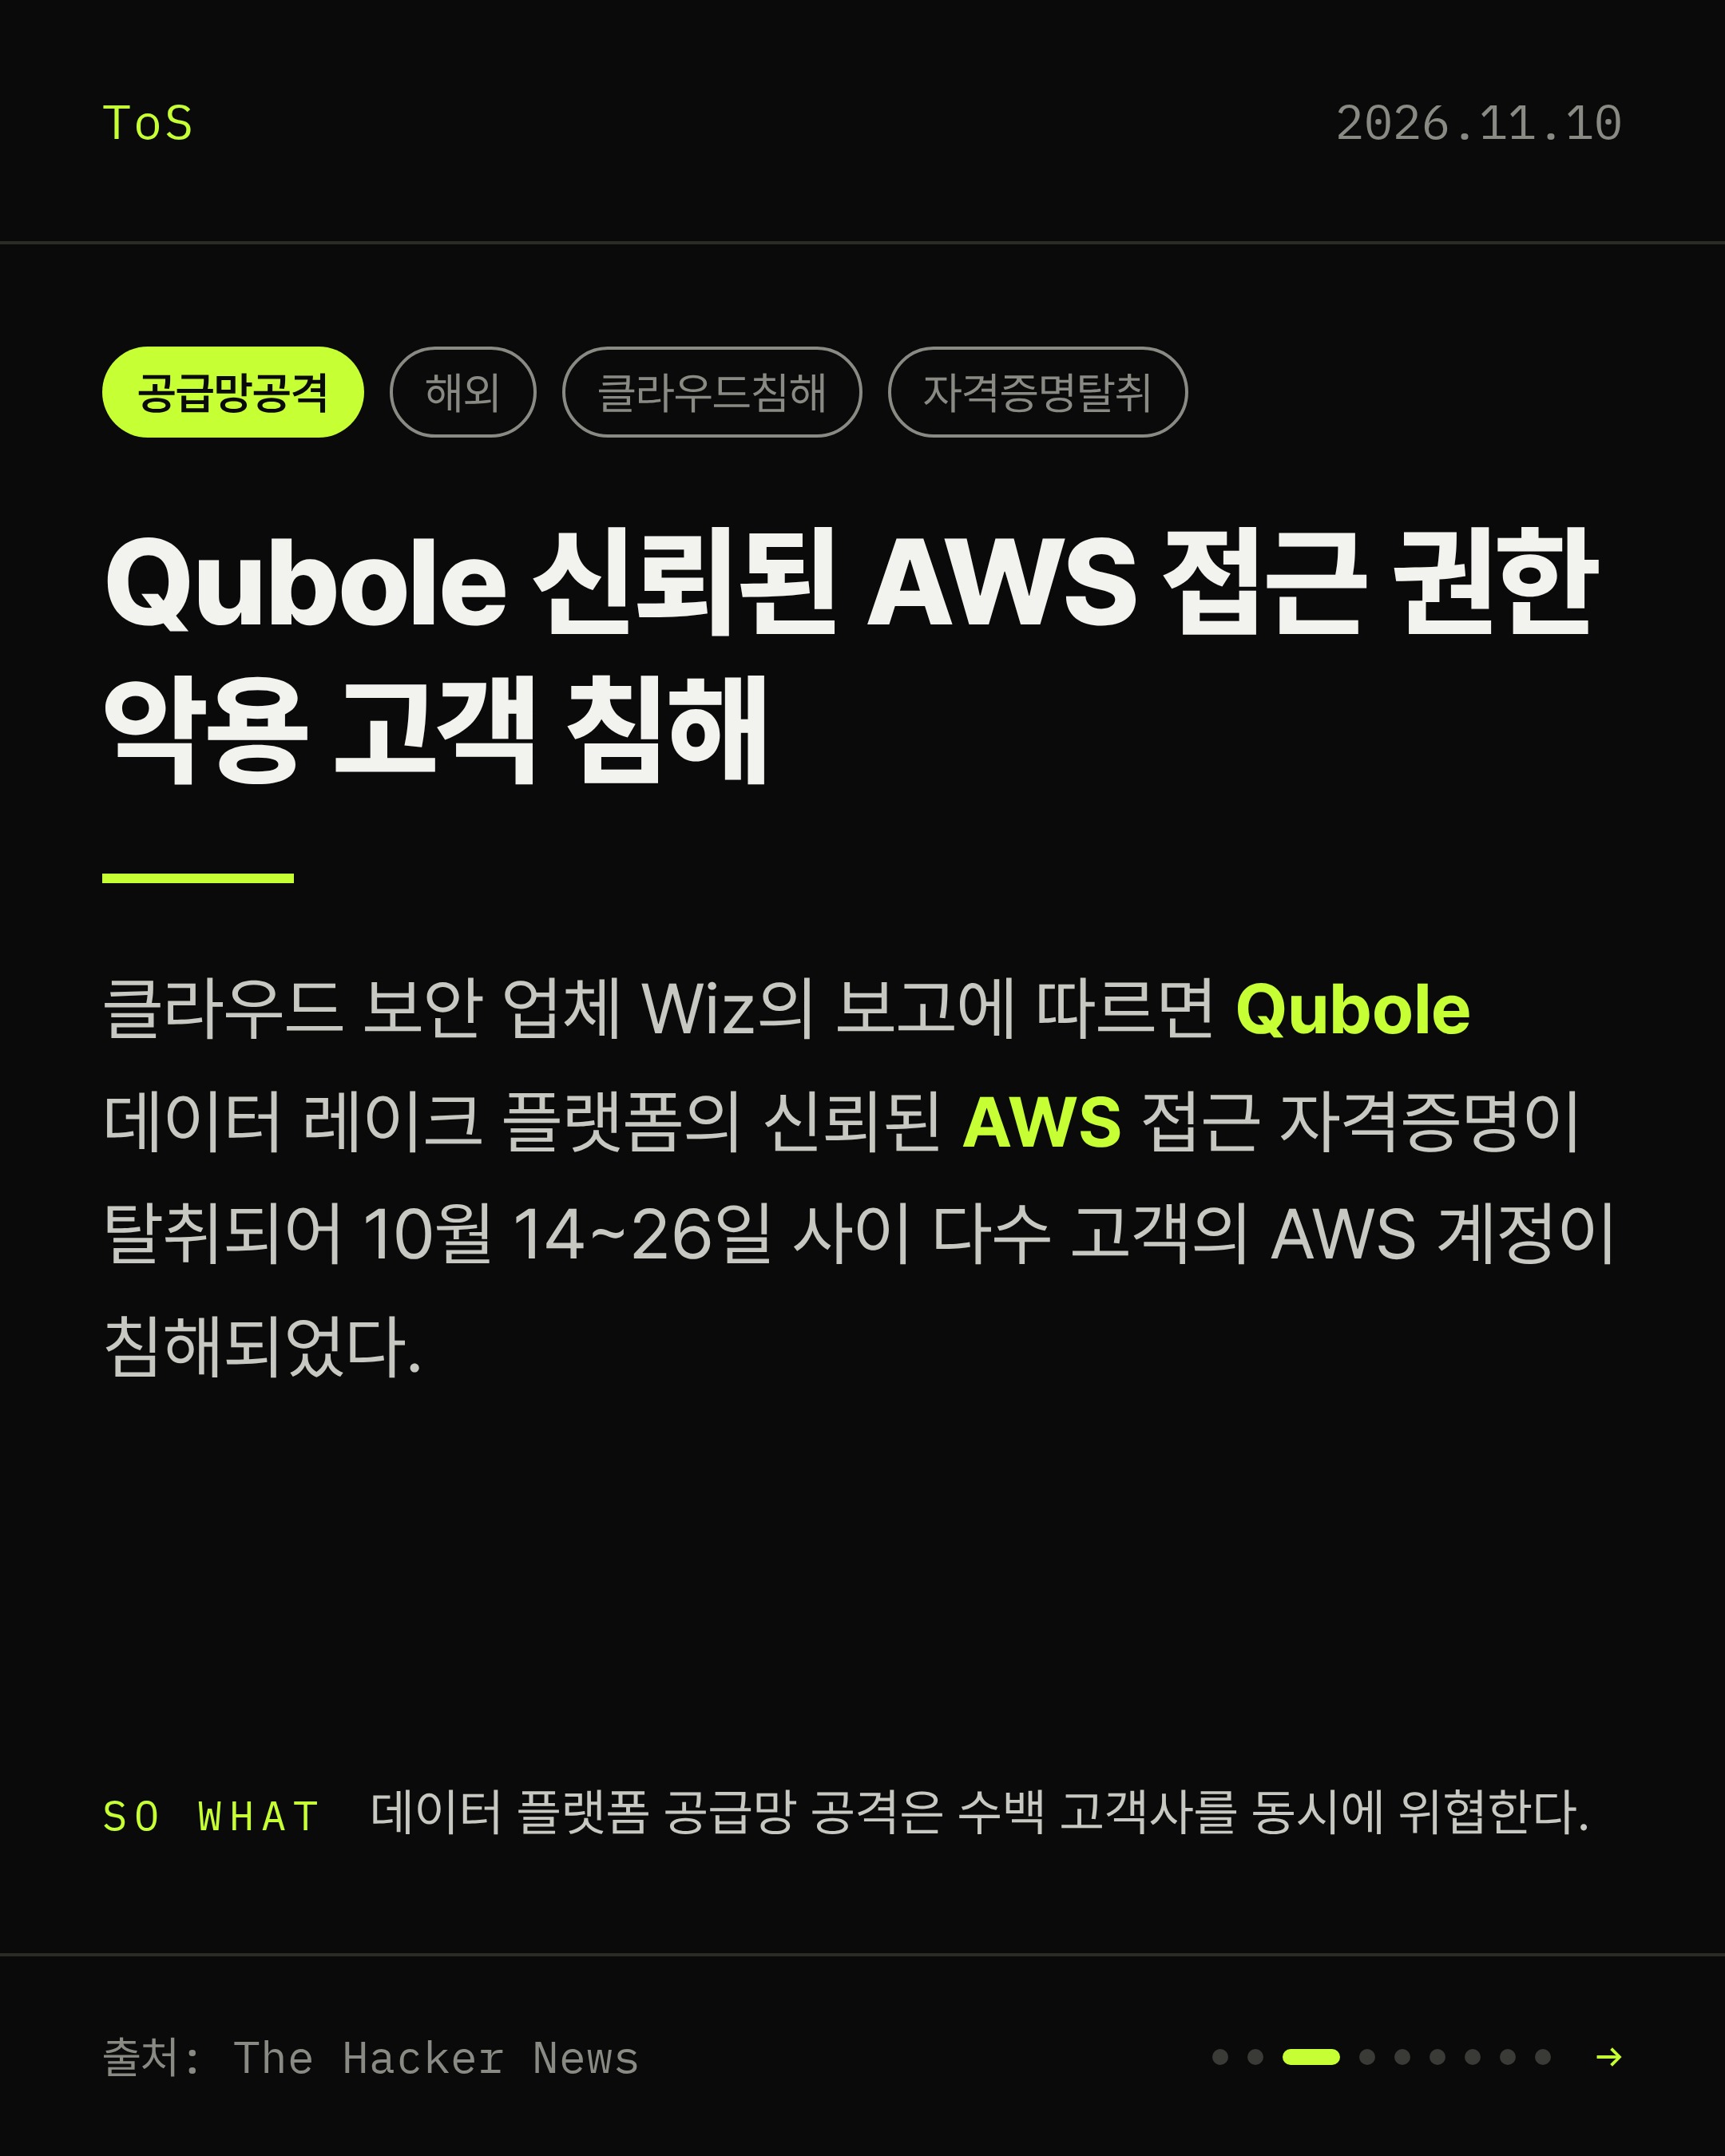 ToS
2026.11.10
공급망공격
해외
클라우드침해
자격증명탈취
Qubole 신뢰된 AWS 접근 권한
악용 고객 침해
클라우드 보안 업체 Wiz의 보고에 따르면 Qubole
데이터 레이크 플랫폼의 신뢰된 AWS 접근 자격증명이
탈취되어 10월 14~26일 사이 다수 고객의 AWS 계정이
침해되었다.
SO WHAT 데이터 플랫폼 공급망 공격은 수백 고객사를 동시에 위협한다.
출처: The Hacker News
→